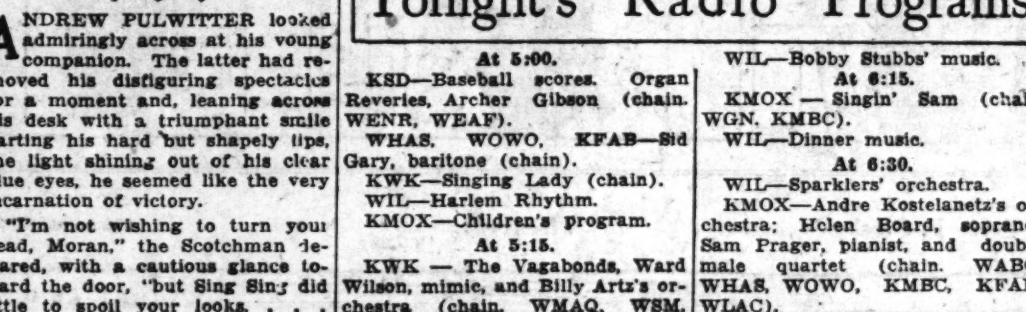 ANDREW PULWITTER looked
admiringly across at his young
companion. The latter had re-
moved his disfiguring spectacles
or a moment and, leaning across
is desk with a triumphant smile
arting his hard but shapely lips,
he light shining out of his clear
lue eyes, he seemed like the very
ncarnation of victory.
"I'm not wishing to turn your
ead, Moran," the Scotchman de-
ared, with a cautious glance to-
ard the door, "but Sing Sing did
ttle to spoil your looks. . . .
Tonight's Radio Programs
At 5:00.
KSD—Baseball scores. Organ
Reveries, Archer Gibson (chain.
WENR, WEAF).
WHAS, WOWO, KFAB—Sid
Gary, baritone (chain).
KWK—Singing Lady (chain).
WIL—Harlem Rhythm.
KMOX—Children's program.
At 5:15.
KWK — The Vagabonds, Ward
Wilson, mimic, and Billy Artz's or-
chestra (chain. WMAQ, WSM,
WIL—Bobby Stubbs' music.
At 6:15.
KMOX — Singin' Sam (chai
WGN, KMBC).
WIL—Dinner music.
At 6:30.
WIL—Sparklers' orchestra.
KMOX—Andre Kostelanetz's o
chestra; Helen Board, sopran
Sam Prager, pianist, and doub
male quartet (chain. WAB
WHAS, WOWO, KMBC, KFA
WLAC).